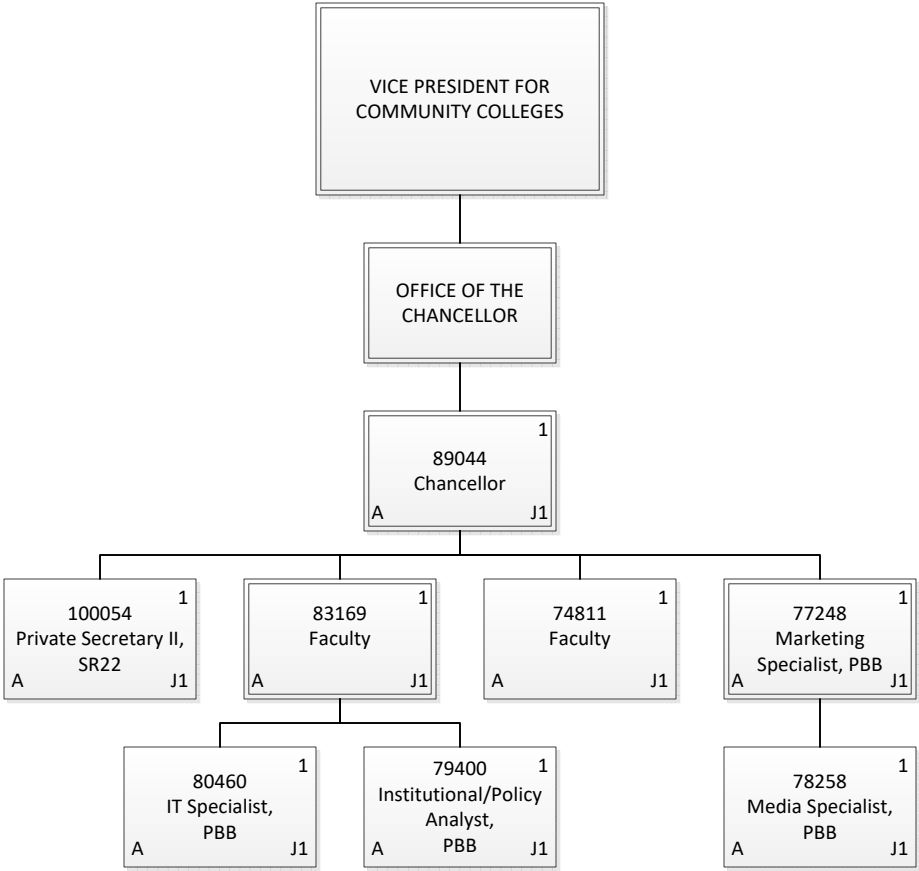 VICE PRESIDENT FOR
COMMUNITY COLLEGES
OFFICE OF THE
CHANCELLOR
1
89044
Chancellor
A J1
1
100054
Private Secretary II,
SR22
A J1
1
83169
Faculty
A J1
1
74811
Faculty
A J1
1
77248
Marketing
Specialist, PBB
A J1
1
80460
IT Specialist,
PBB
A J1
1
79400
Institutional/Policy
Analyst,
PBB
A J1
1
78258
Media Specialist,
PBB
A J1